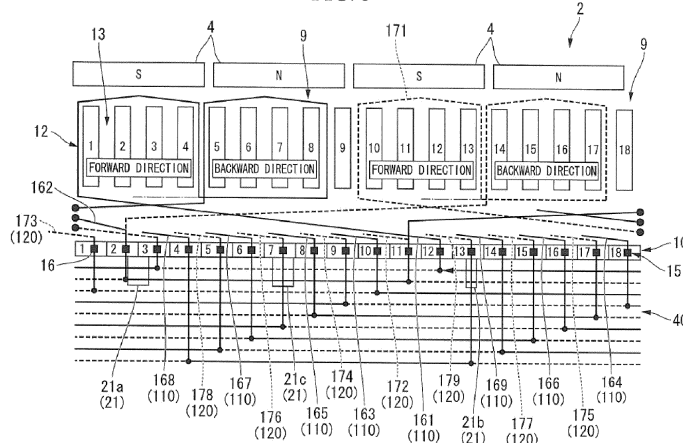 2
4
4
171
13
9
9
S N S N
12
1 2 3 4 5 6 7 8 9 10 11 12 13 14 15 16 17 18
FORWARD DIRECTION BACKWARD DIRECTION FORWARD DIRECTION BACKWARD DIRECTION
162
173
(120)
16
1 2 3 4 5 6 7 8 9 10 11 12 13 14 15 16 17 18
10
15
40
21a 168 178 167 176 21c 165 174 163 172 161 179 21b 169 177 166 175 164
(21) (110) (120) (110) (120) (21) (110) (120) (110) (120) (110) (120) (21) (110) (120) (110) (120) (110)